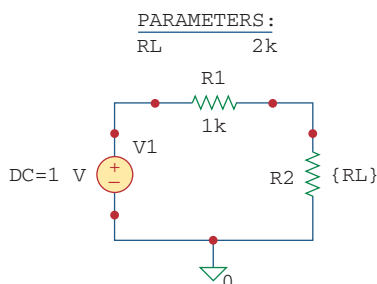 PARAMETERS:
RL 2k
R1
1k
V1
DC=1 V
+
−
R2 {RL}
0